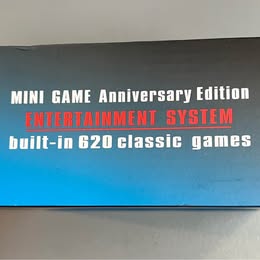 MINI GAME Anniversary Edition
ENTERTAINMENT SYSTEM
built-in 620 classic games